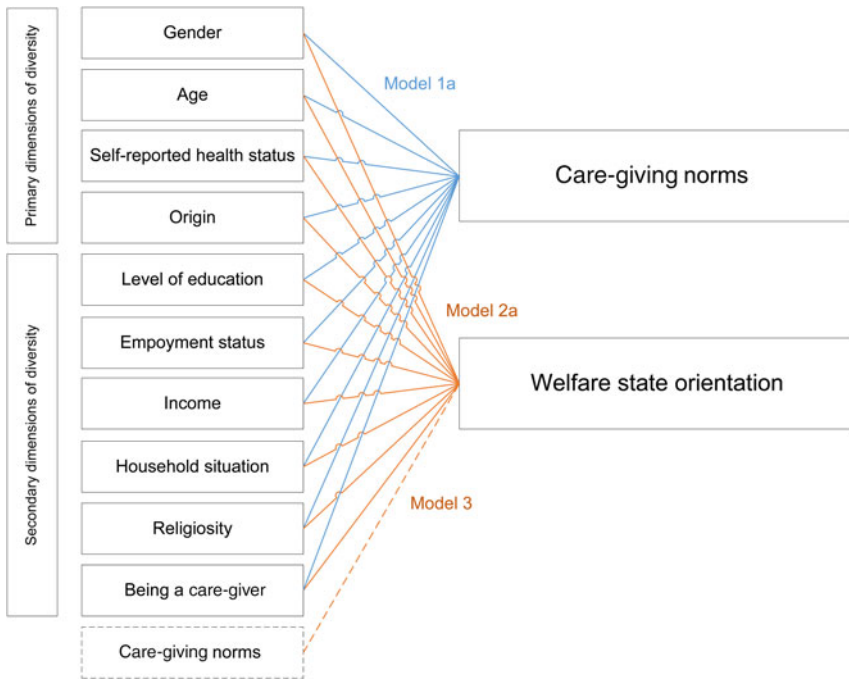 Primary dimensions of diversity
Gender
Age
Self-reported health status
Origin
Secondary dimensions of diversity
Level of education
Empoyment status
Income
Household situation
Religiosity
Being a care-giver
Care-giving norms
Model 1a
Care-giving norms
Model 2a
Welfare state orientation
Model 3